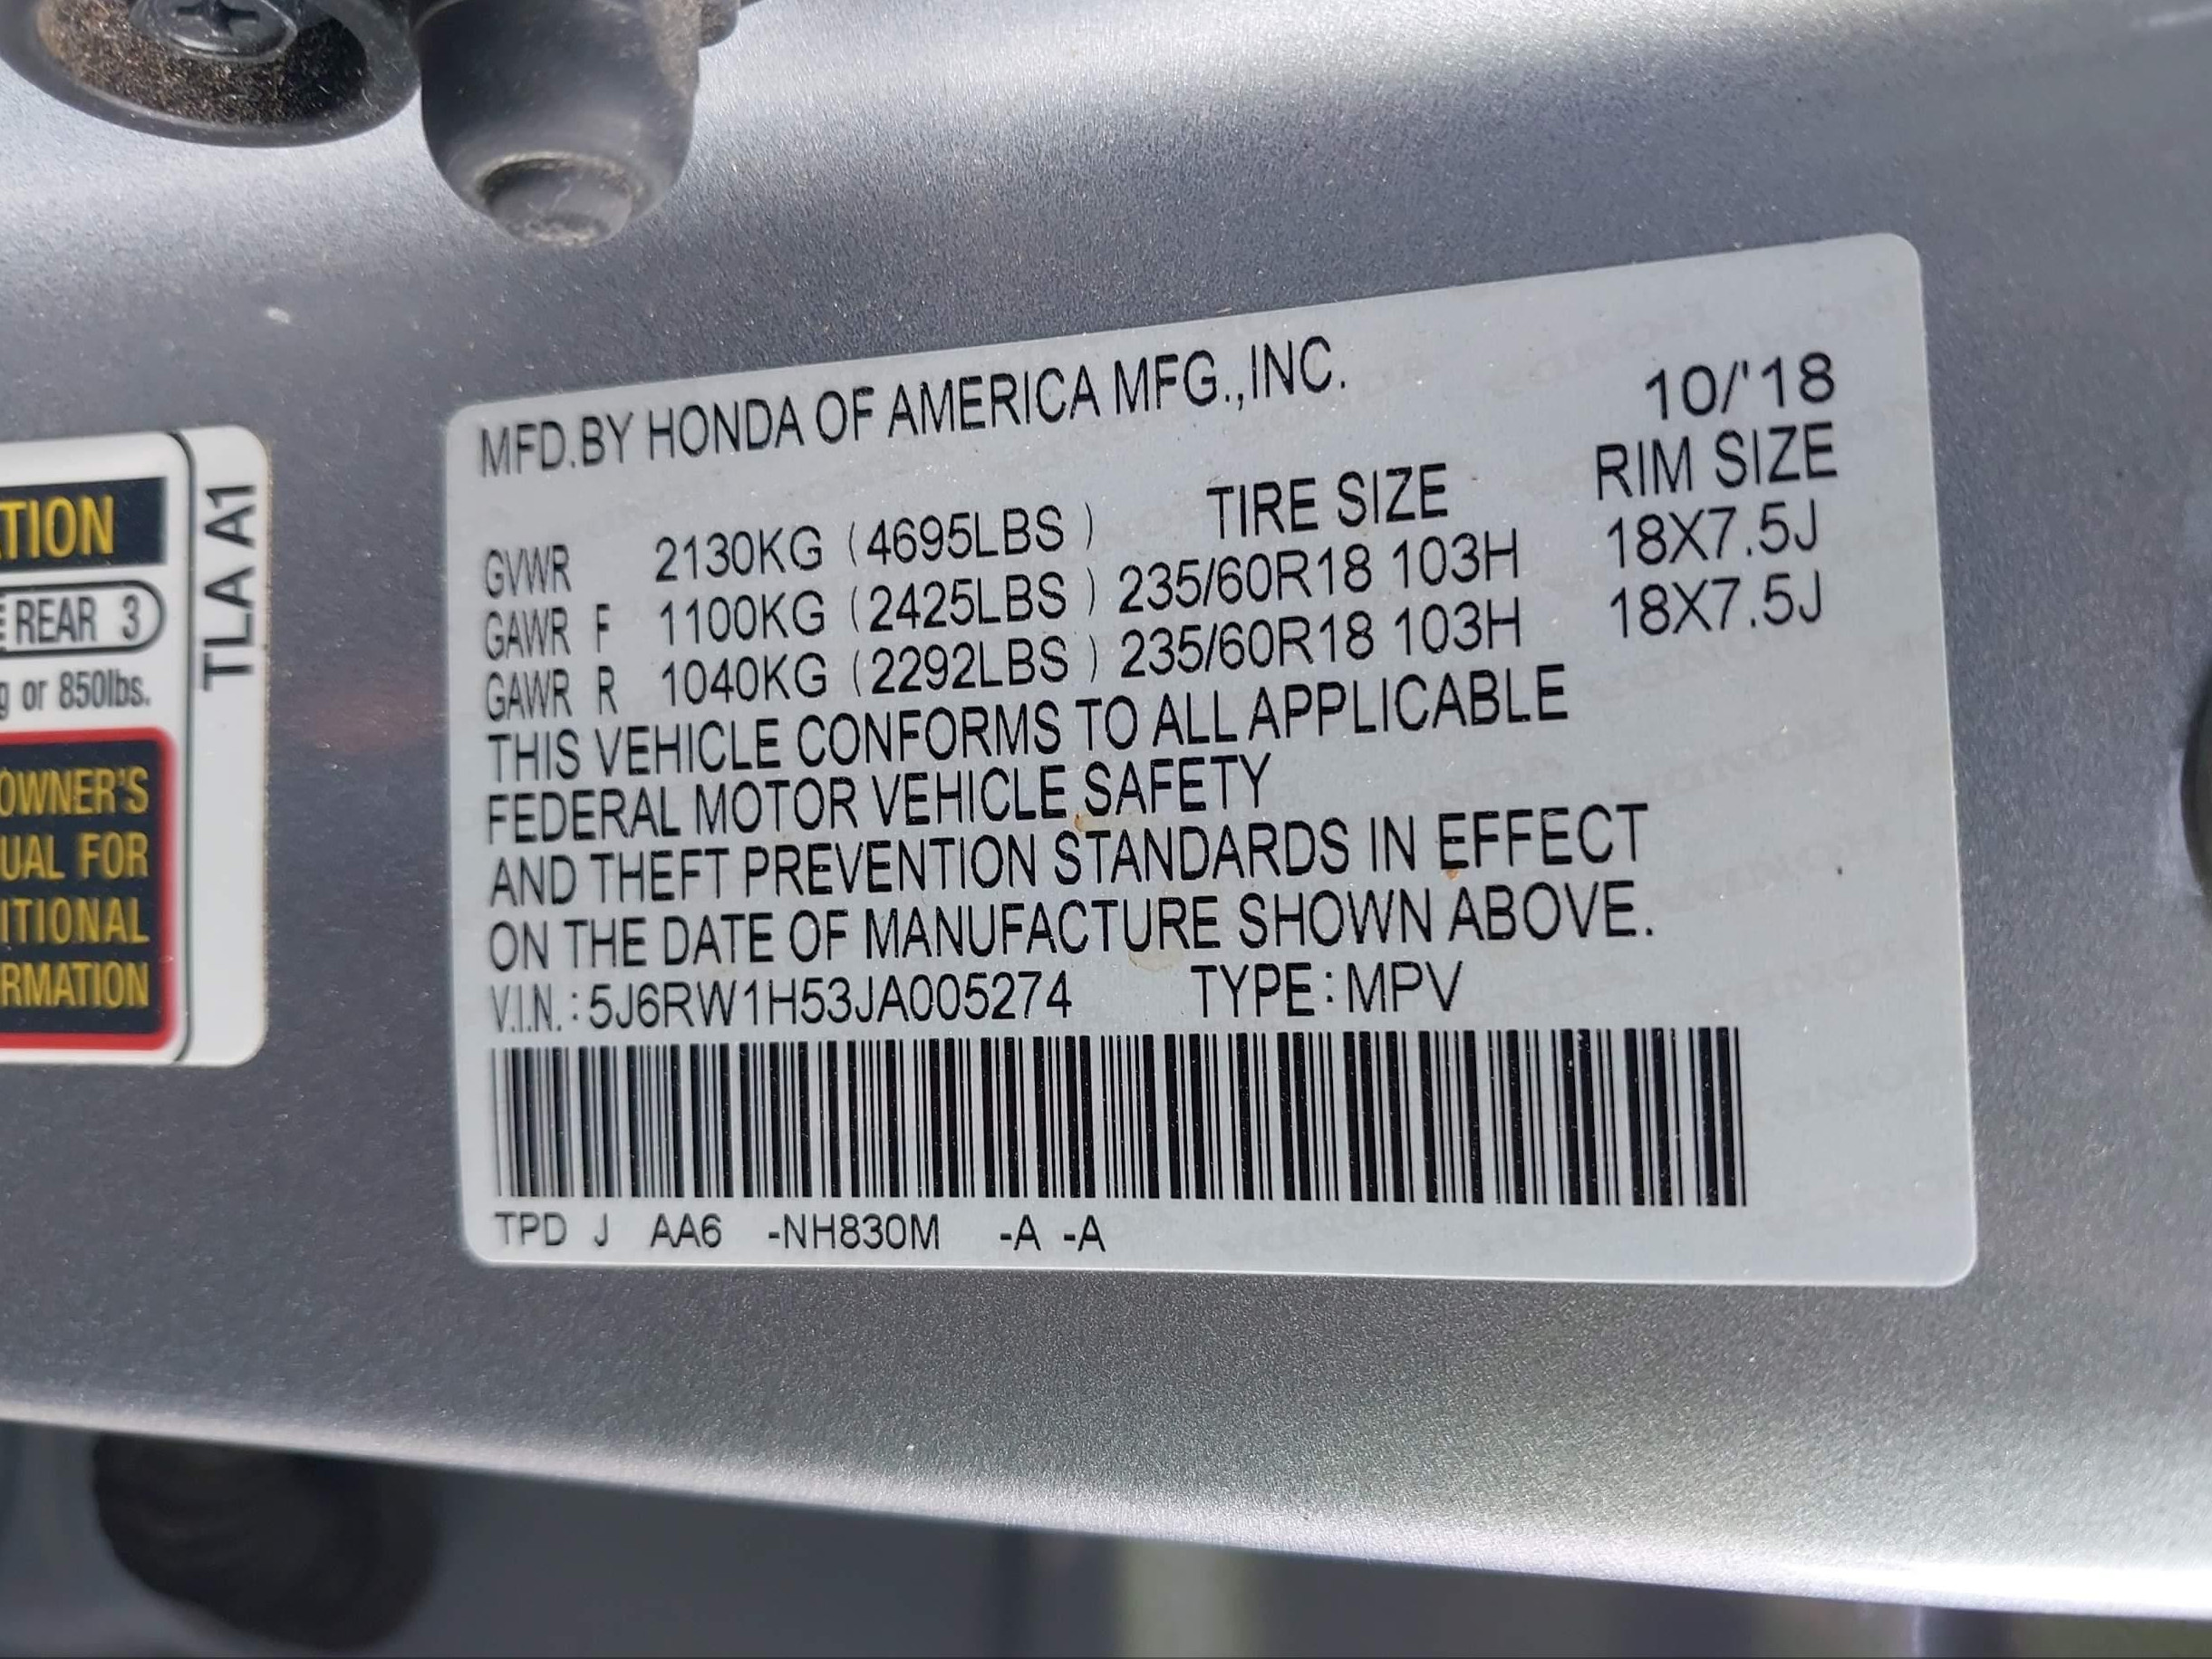 MFD.BY HONDA OF AMERICA MFG.,INC. 10/'18
TIRE SIZE RIM SIZE
GVWR 2130KG (4695LBS )
GAWR F 1100KG (2425LBS ) 235/60R18 103H 18X7.5J
GAWR R 1040KG (2292LBS ) 235/60R18 103H 18X7.5J
THIS VEHICLE CONFORMS TO ALL APPLICABLE
FEDERAL MOTOR VEHICLE SAFETY
AND THEFT PREVENTION STANDARDS IN EFFECT
ON THE DATE OF MANUFACTURE SHOWN ABOVE.
V.I.N.: 5J6RW1H53JA005274 TYPE: MPV
TPD J AA6 -NH830M -A -A
TION
REAR 3
g or 850lbs.
OWNER'S
UAL FOR
ITIONAL
RMATION
TLA A1